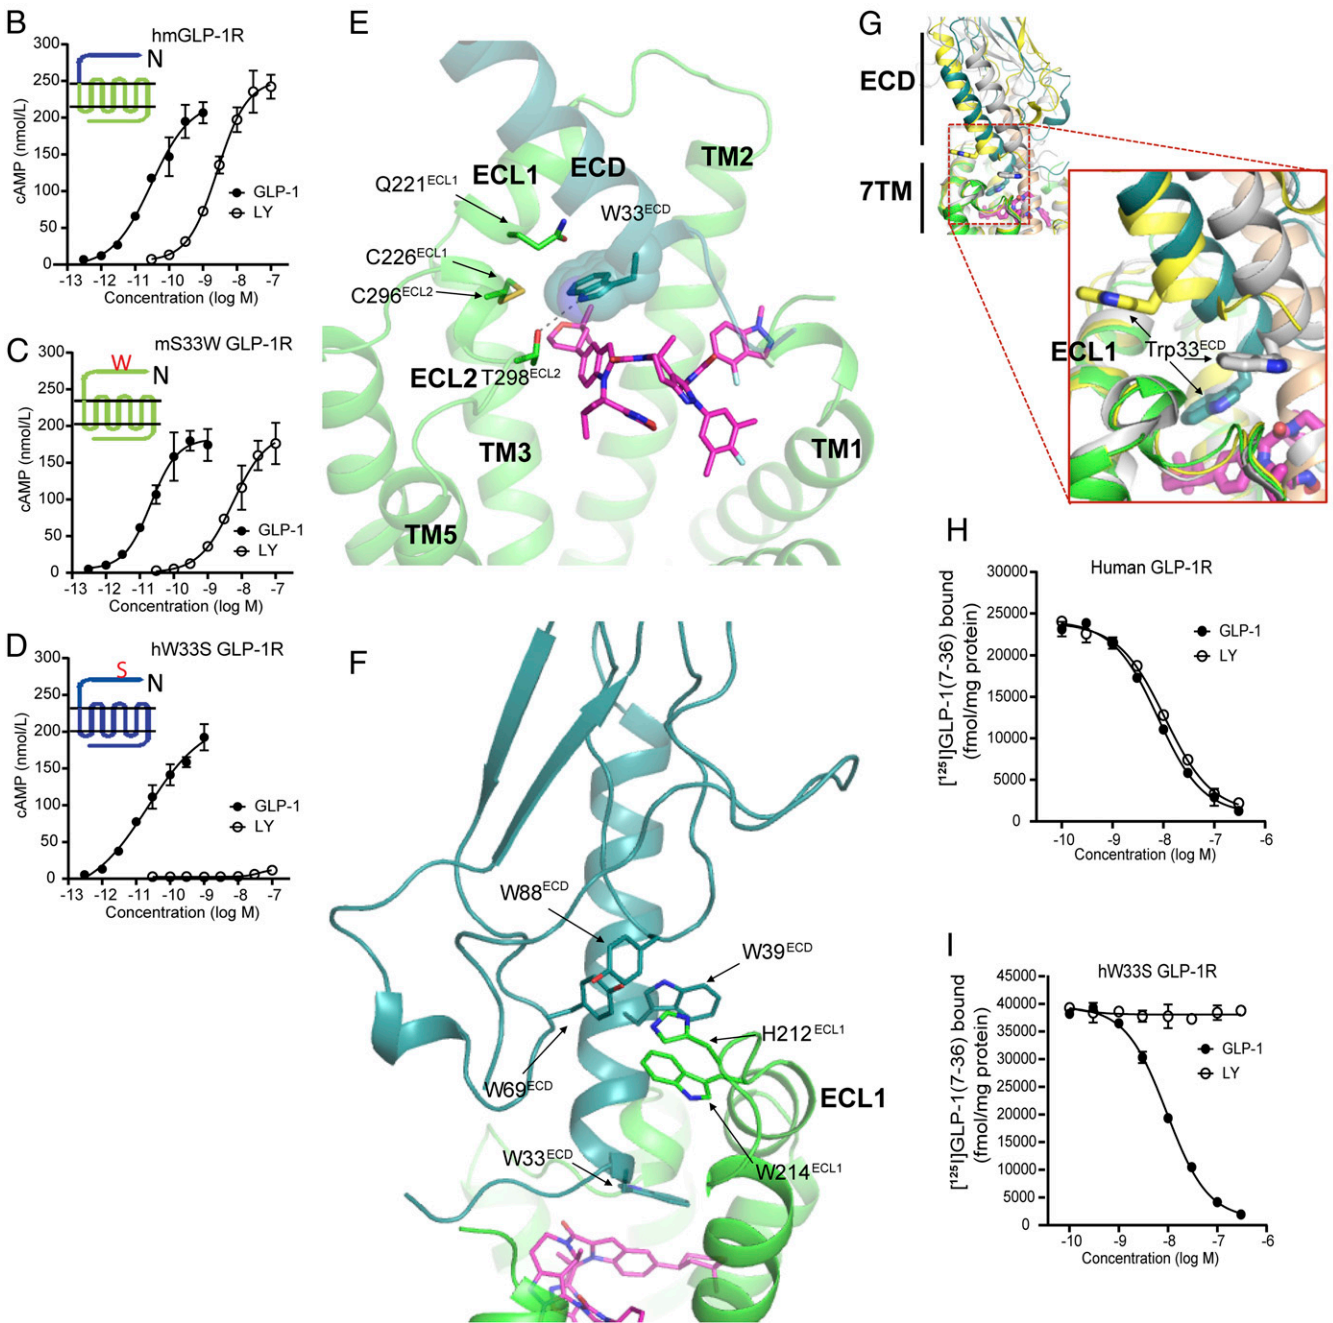 B
hmGLP-1R
N
300
250
200
150
100
50
0
cAMP (nmol/L)
GLP-1
LY
-13 -12 -11 -10 -9 -8 -7
Concentration (log M)
C
mS33W GLP-1R
W
N
300
250
200
150
100
50
0
cAMP (nmol/L)
GLP-1
LY
-13 -12 -11 -10 -9 -8 -7
Concentration (log M)
D
hW33S GLP-1R
S
N
300
250
200
150
100
50
0
cAMP (nmol/L)
GLP-1
LY
-13 -12 -11 -10 -9 -8 -7
Concentration (log M)
E
TM2
ECL1
ECD
Q221ECL1
W33ECD
C226ECL1
C296ECL2
ECL2
T298ECL2
TM3
TM1
TM5
F
W88ECD
W39ECD
H212ECL1
W69ECD
ECL1
W33ECD
W214ECL1
G
ECD
7TM
ECL1
Trp33ECD
H
Human GLP-1R
30000
25000
20000
15000
10000
5000
0
[125I]GLP-1(7-36) bound
(fmol/mg protein)
GLP-1
LY
-10 -9 -8 -7 -6
Concentration (log M)
I
hW33S GLP-1R
45000
40000
35000
30000
25000
20000
15000
10000
5000
0
[125I]GLP-1(7-36) bound
(fmol/mg protein)
GLP-1
LY
-10 -9 -8 -7 -6
Concentration (log M)